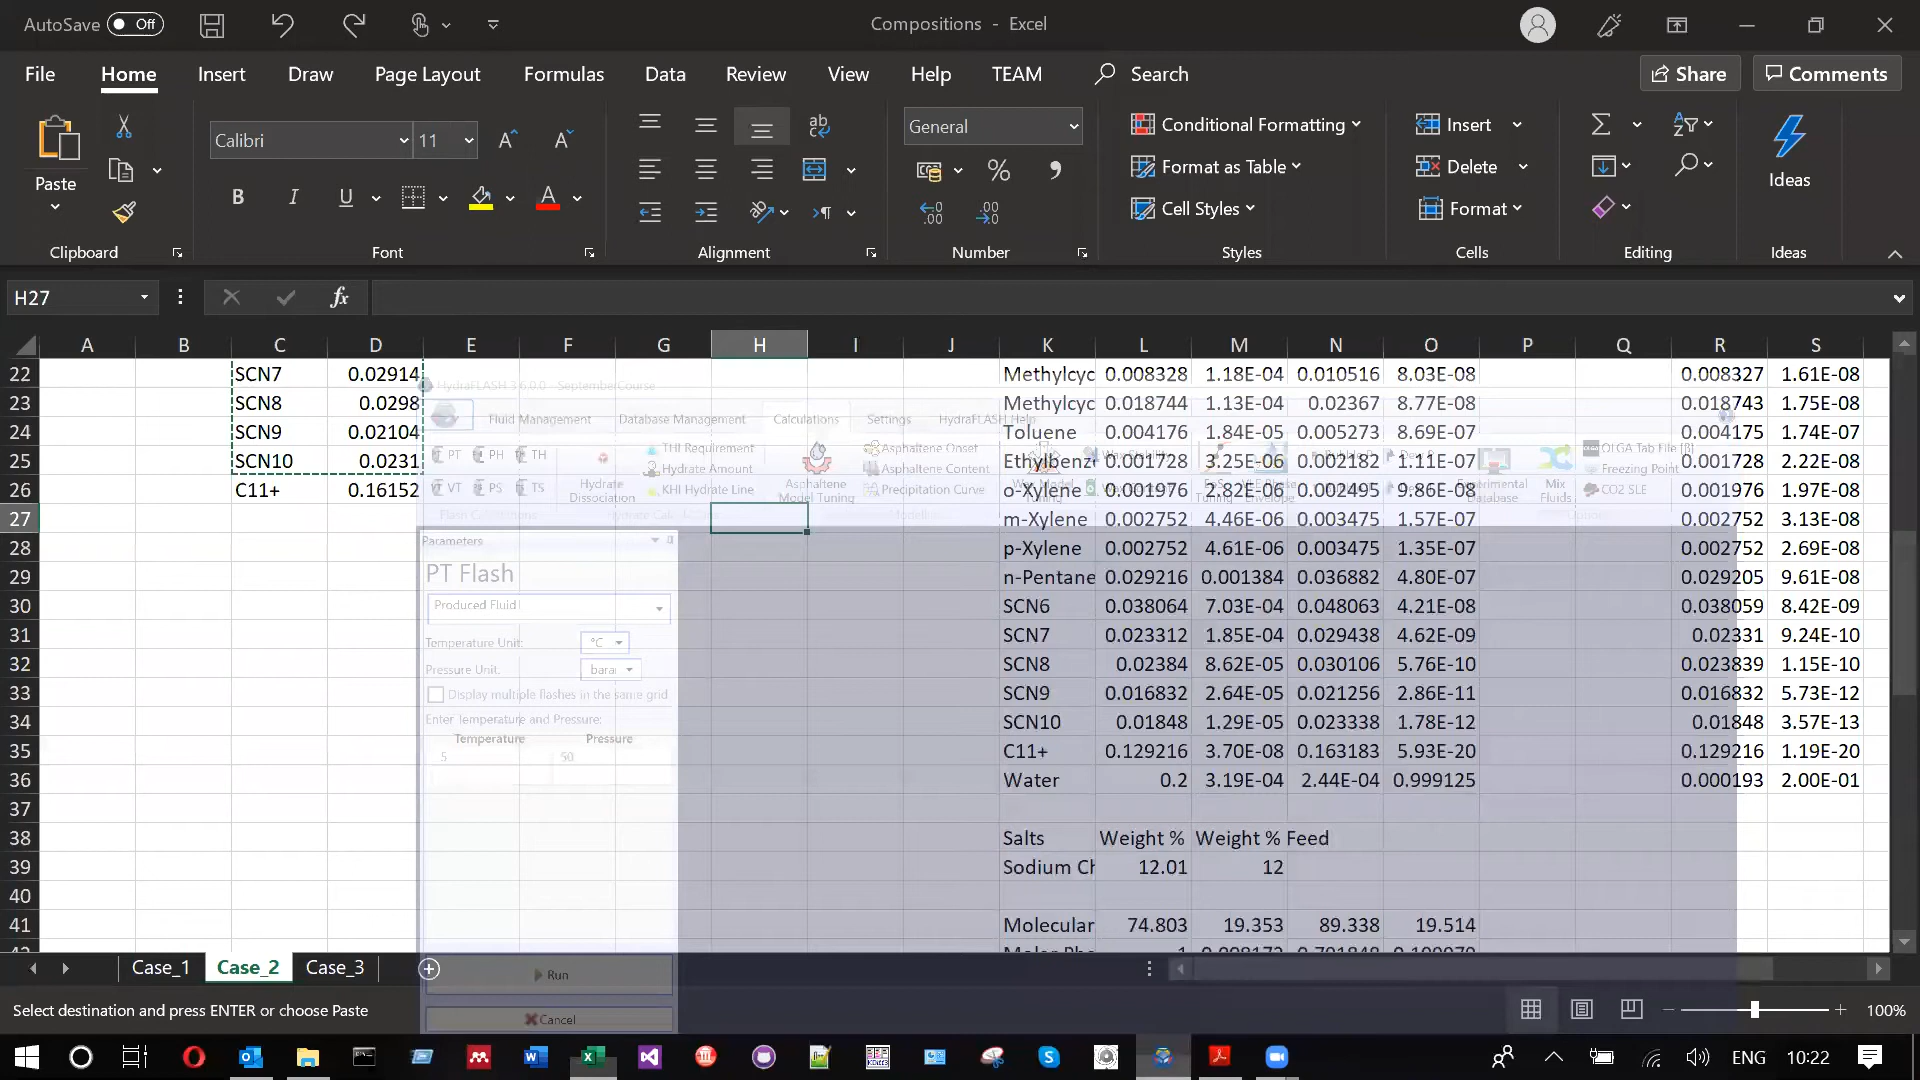 AutoSave Off
Compositions - Excel
File Home Insert Draw Page Layout Formulas Data Review View Help TEAM Search Share Comments
Calibri 11 General Conditional Formatting Insert
Paste Format as Table Delete Ideas
B I U A Cell Styles Format
Clipboard Font Alignment Number Styles Cells Editing Ideas
H27 fx
A B C D E F G H I J K L M N O P Q R S
22 SCN7 0.02914 Methylcyc 0.008328 1.18E-04 0.010516 8.03E-08 0.008327 1.61E-08
HydraFLASH 3.6.0.0 - SeptemberCourse
23 SCN8 0.0298 Methylcyc 0.018744 1.13E-04 0.02367 8.77E-08 0.018743 1.75E-08
Fluid Management Database Management Calculations Settings HydraFLASH Help
24 SCN9 0.02104 Toluene 0.004176 1.84E-05 0.005273 8.69E-07 0.004175 1.74E-07
PT PH TH THI Requirement Asphaltene Onset OLGA Tab File
25 SCN10 0.0231 Ethylbenz 0.001728 3.25E-06 0.002182 1.11E-07 0.001728 2.22E-08
Hydrate Amount Asphaltene Content Freezing Point
26 C11+ 0.16152 o-Xylene 0.001976 2.82E-06 0.002495 9.86E-08 0.001976 1.97E-08
VT PS TS Hydrate Dissociation KHI Hydrate Line Asphaltene Model Tuning Precipitation Curve Experimental Database Mix Fluids CO2 SLE
27 m-Xylene 0.002752 4.46E-06 0.003475 1.57E-07 0.002752 3.13E-08
Parameters
28 p-Xylene 0.002752 4.61E-06 0.003475 1.35E-07 0.002752 2.69E-08
PT Flash
29 n-Pentane 0.029216 0.001384 0.036882 4.80E-07 0.029205 9.61E-08
Produced Fluid
30 SCN6 0.038064 7.03E-04 0.048063 4.21E-08 0.038059 8.42E-09
Temperature Unit: °C
31 SCN7 0.023312 1.85E-04 0.029438 4.62E-09 0.02331 9.24E-10
Pressure Unit: bara
32 SCN8 0.02384 8.62E-05 0.030106 5.76E-10 0.023839 1.15E-10
Display multiple flashes in the same grid
33 SCN9 0.016832 2.64E-05 0.021256 2.86E-11 0.016832 5.73E-12
Enter Temperature and Pressure:
34 SCN10 0.01848 1.29E-05 0.023338 1.78E-12 0.01848 3.57E-13
Temperature Pressure
35 C11+ 0.129216 3.70E-08 0.163183 5.93E-20 0.129216 1.19E-20
5 50
36 Water 0.2 3.19E-04 2.44E-04 0.999125 0.000193 2.00E-01
37
38 Salts Weight % Weight % Feed
39 Sodium Ch 12.01 12
40
41 Molecular 74.803 19.353 89.338 19.514
Case_1 Case_2 Case_3
Run
Select destination and press ENTER or choose Paste 100%
Cancel
ENG 10:22